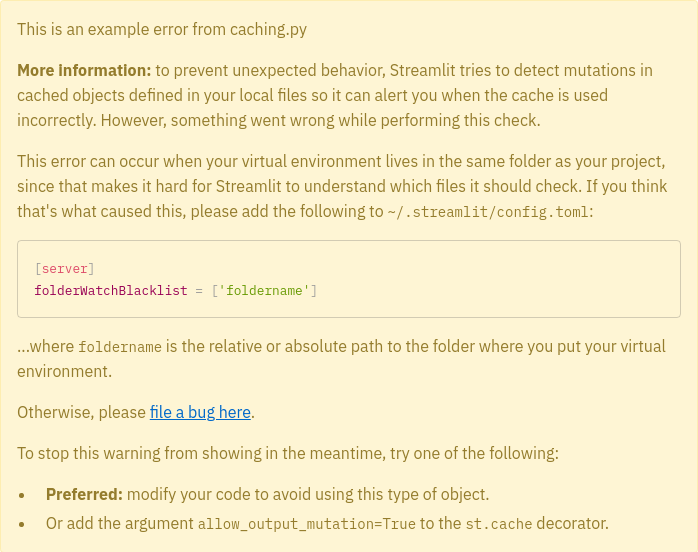 This is an example error from caching.py
More information: to prevent unexpected behavior, Streamlit tries to detect mutations in
cached objects defined in your local files so it can alert you when the cache is used
incorrectly. However, something went wrong while performing this check.
This error can occur when your virtual environment lives in the same folder as your project,
since that makes it hard for Streamlit to understand which files it should check. If you think
that's what caused this, please add the following to ~/.streamlit/config.toml:
[server]
folderWatchBlacklist = ['foldername']
...where foldername is the relative or absolute path to the folder where you put your virtual
environment.
Otherwise, please file a bug here.
To stop this warning from showing in the meantime, try one of the following:
• Preferred: modify your code to avoid using this type of object.
• Or add the argument allow_output_mutation=True to the st.cache decorator.